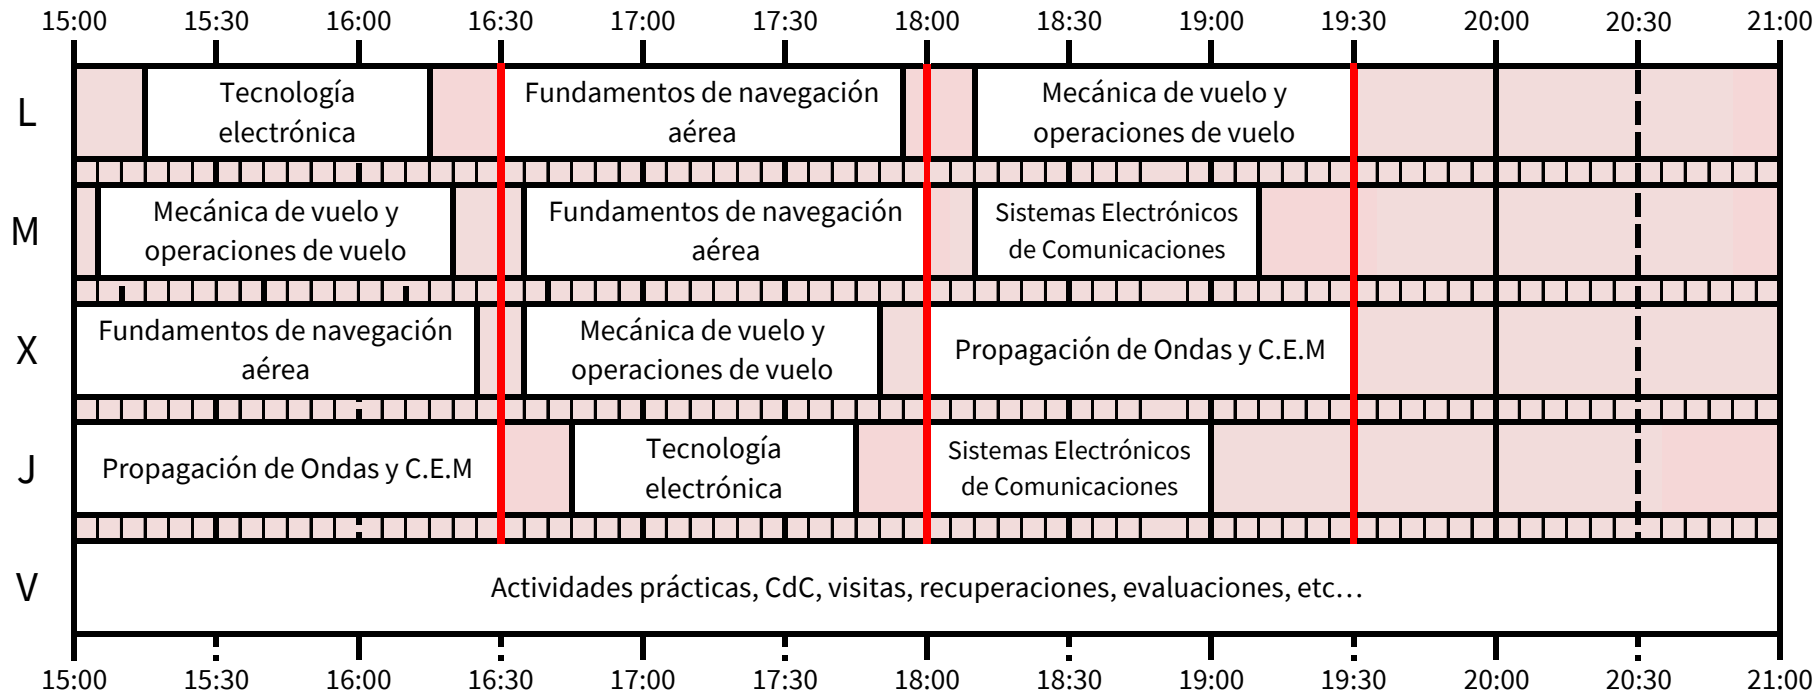 15:00 15:30 16:00 16:30 17:00 17:30 18:00 18:30 19:00 19:30 20:00 20:30 21:00
L
Tecnología
electrónica
Fundamentos de navegación
aérea
Mecánica de vuelo y
operaciones de vuelo
M
Mecánica de vuelo y
operaciones de vuelo
Fundamentos de navegación
aérea
Sistemas Electrónicos
de Comunicaciones
X
Fundamentos de navegación
aérea
Mecánica de vuelo y
operaciones de vuelo
Propagación de Ondas y C.E.M
J
Propagación de Ondas y C.E.M
Tecnología
electrónica
Sistemas Electrónicos
de Comunicaciones
V
Actividades prácticas, CdC, visitas, recuperaciones, evaluaciones, etc…
15:00 15:30 16:00 16:30 17:00 17:30 18:00 18:30 19:00 19:30 20:00 20:30 21:00